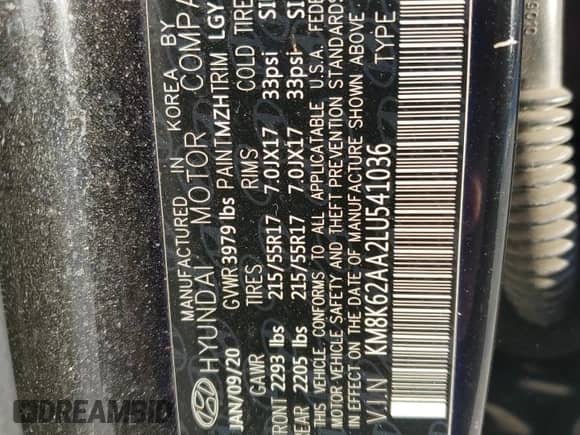 MANUFACTURED IN KOREA BY
HYUNDAI MOTOR COMPA
JAN/09/20 GVWR 3979 lbs PAINT MZH TRIM LGY
GAWR TIRES RIMS COLD TIRE
FRONT 2293 lbs 215/55R17 7.0JX17 33psi
REAR 2205 lbs 215/55R17 7.0JX17 33psi
THIS VEHICLE CONFORMS TO ALL APPLICATABLE U.S.A. FEDE
MOTOR VEHICLE SAFETY AND THEFT PREVENTION STANDARDS
IN EFFECT ON THE DATE OF MANUFACTURE SHOWN ABOVE
VIN KM8K62AA2LU541036 TYPE
DREAMBID